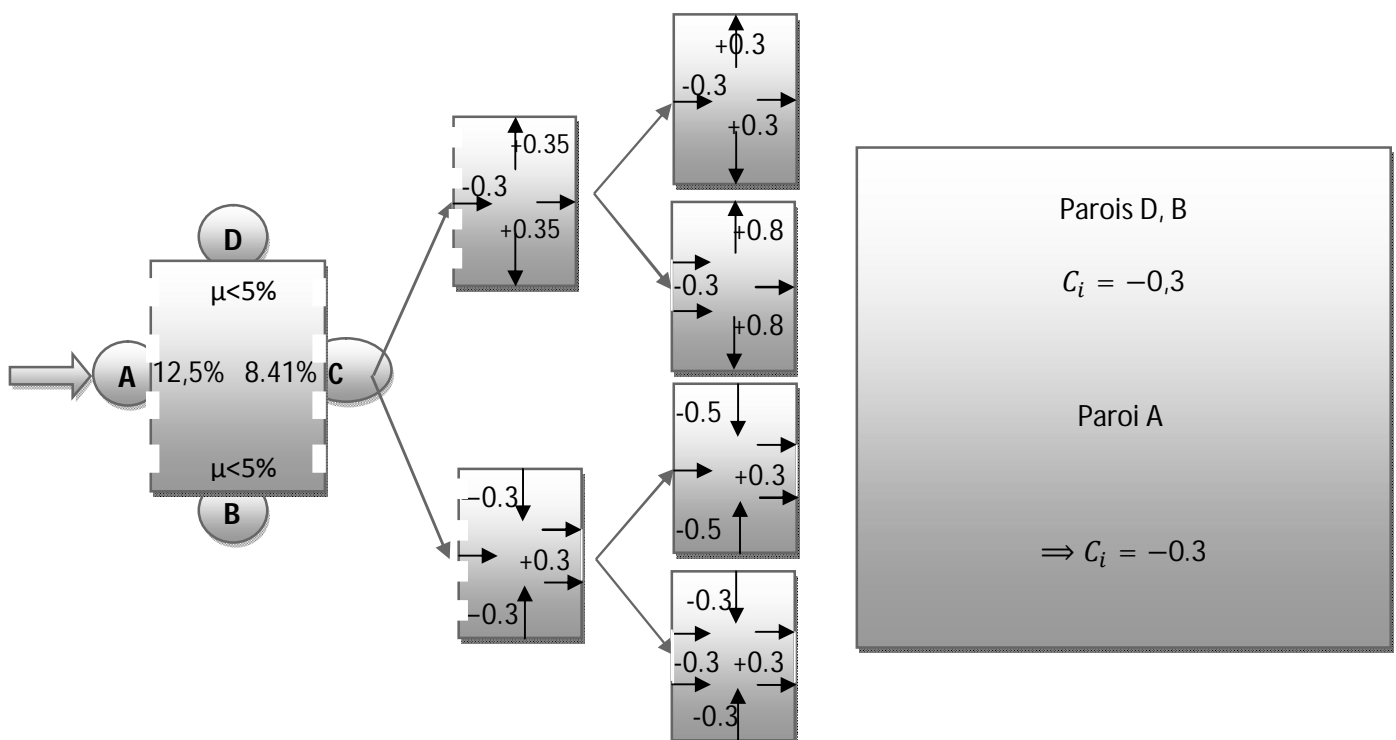 D
μ<5%
A
12,5%
8.41%
C
μ<5%
B
+0.35
-0.3
+0.35
-0.3
+0.3
-0.3
+0.3
-0.3
+0.3
+0.8
-0.3
+0.8
-0.5
+0.3
-0.5
-0.3
-0.3
+0.3
-0.3
Parois D, B
𝐶𝑖 = −0,3
Paroi A
⟹ 𝐶𝑖 = −0.3